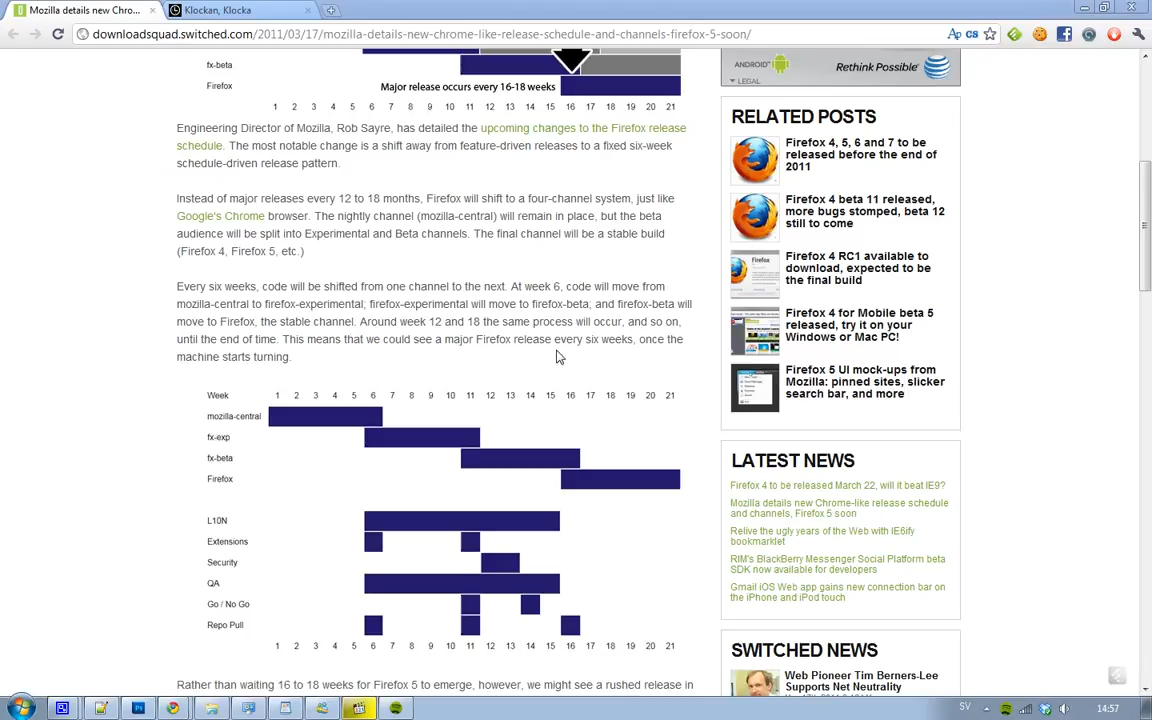 Mozilla details new Chro...
Klockan, Klocka
downloadsquad.switched.com/2011/03/17/mozilla-details-new-chrome-like-release-schedule-and-channels-firefox-5-soon/
fx-beta
Firefox
Major release occurs every 16-18 weeks
1 2 3 4 5 6 7 8 9 10 11 12 13 14 15 16 17 18 19 20 21
Engineering Director of Mozilla, Rob Sayre, has detailed the upcoming changes to the Firefox release
schedule. The most notable change is a shift away from feature-driven releases to a fixed six-week
schedule-driven release pattern.
Instead of major releases every 12 to 18 months, Firefox will shift to a four-channel system, just like
Google's Chrome browser. The nightly channel (mozilla-central) will remain in place, but the beta
audience will be split into Experimental and Beta channels. The final channel will be a stable build
(Firefox 4, Firefox 5, etc.)
Every six weeks, code will be shifted from one channel to the next. At week 6, code will move from
mozilla-central to firefox-experimental; firefox-experimental will move to firefox-beta; and firefox-beta will
move to Firefox, the stable channel. Around week 12 and 18 the same process will occur, and so on,
until the end of time. This means that we could see a major Firefox release every six weeks, once the
machine starts turning.
Week 1 2 3 4 5 6 7 8 9 10 11 12 13 14 15 16 17 18 19 20 21
mozilla-central
fx-exp
fx-beta
Firefox
L10N
Extensions
Security
QA
Go / No Go
Repo Pull
1 2 3 4 5 6 7 8 9 10 11 12 13 14 15 16 17 18 19 20 21
Rather than waiting 16 to 18 weeks for Firefox 5 to emerge, however, we might see a rushed release in
ANDROID
Rethink Possible
AT&T
LEGAL
RELATED POSTS
Firefox 4, 5, 6 and 7 to be
released before the end of
2011
Firefox 4 beta 11 released,
more bugs stomped, beta 12
still to come
Firefox 4 RC1 available to
download, expected to be
the final build
Firefox 4 for Mobile beta 5
released, try it on your
Windows or Mac PC!
Firefox 5 UI mock-ups from
Mozilla: pinned sites, slicker
search bar, and more
LATEST NEWS
Firefox 4 to be released March 22, will it beat IE9?
Mozilla details new Chrome-like release schedule
and channels, Firefox 5 soon
Relive the ugly years of the Web with IE6ify
bookmarklet
RIM's BlackBerry Messenger Social Platform beta
SDK now available for developers
Gmail iOS Web app gains new connection bar on
the iPhone and iPod touch
SWITCHED NEWS
Web Pioneer Tim Berners-Lee
Supports Net Neutrality
SV
14:57